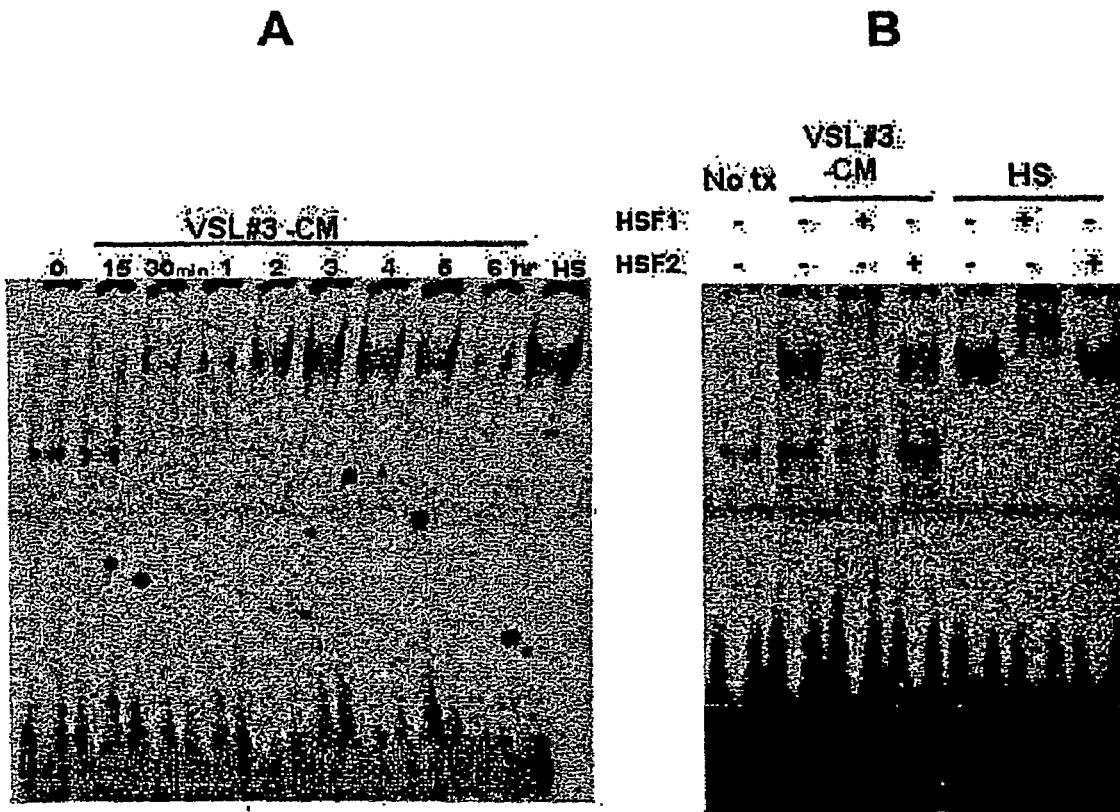 A
B
VSL#3 -CM
0 15 30min 1 2 3 4 5 6 hr HS
No tx
VSL#3
-CM
HS
HSF1 - - + - - + -
HSF2 - - - + - - +